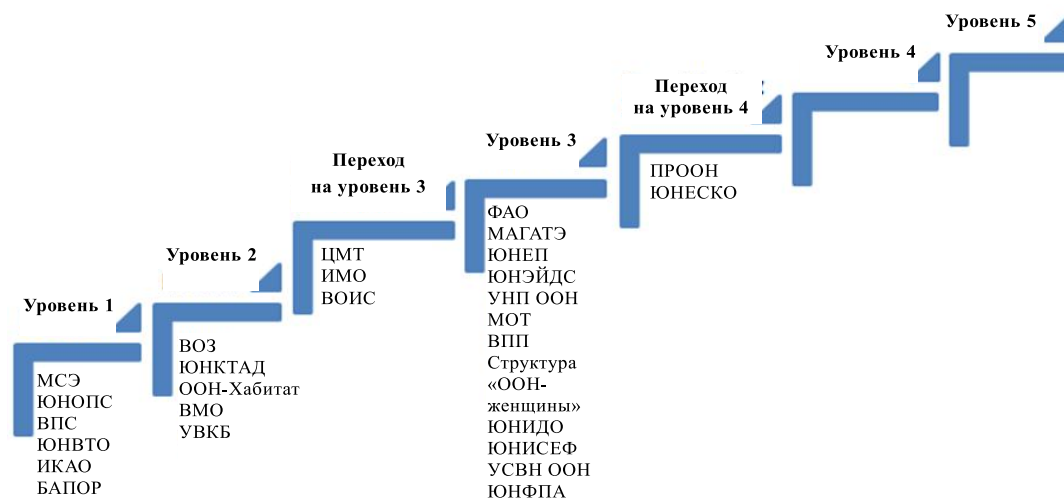 Уровень 1
МСЭ
ЮНОПС
ВПС
ЮНВТО
ИКАО
БАПОР
Уровень 2
ВОЗ
ЮНКТАД
ООН-Хабитат
ВМО
УВКБ
Переход
на уровень 3
ЦМТ
ИМО
ВОИС
Уровень 3
ФАО
МАГАТЭ
ЮНЕП
ЮНЭЙДС
УНП ООН
МОТ
ВПП
Структура
«ООН-
женщины»
ЮНИДО
ЮНИСЕФ
УСВН ООН
ЮНФПА
Переход
на уровень 4
ПРООН
ЮНЕСКО
Уровень 4
Уровень 5